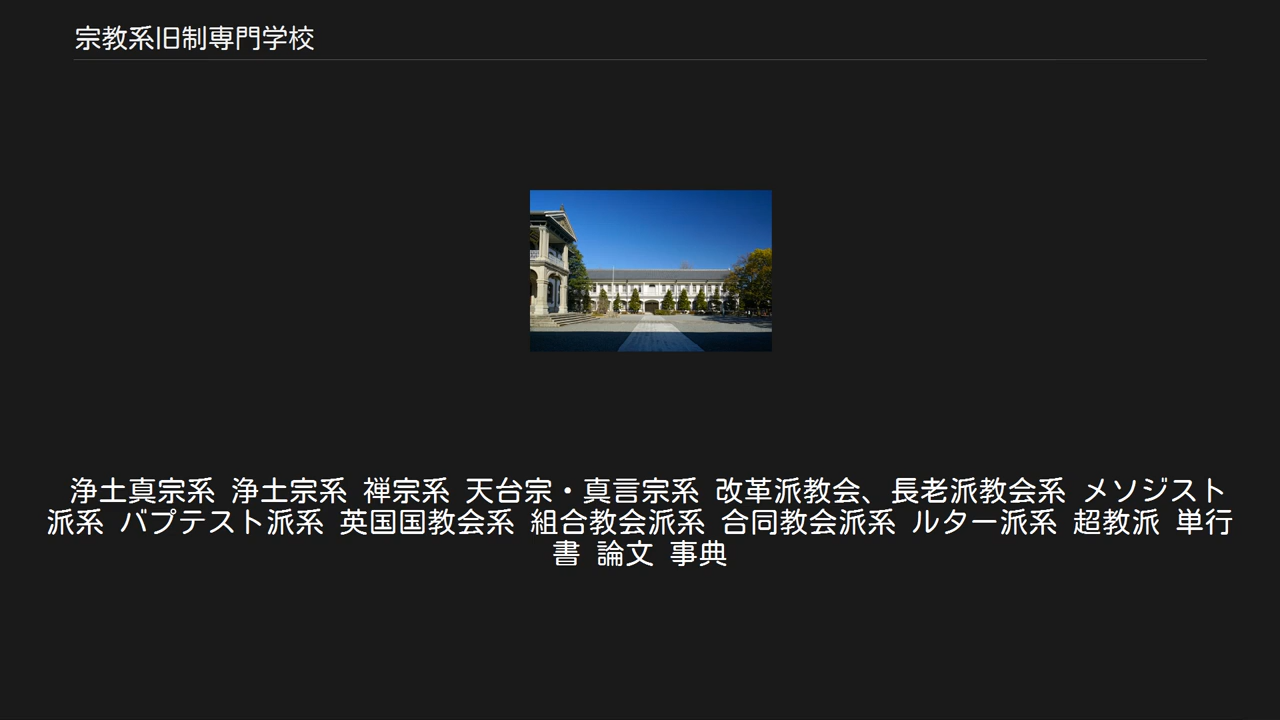 宗教系旧制専門学校
浄土真宗系 浄土宗系 禅宗系 天台宗・真言宗系 改革派教会、長老派教会系 メソジスト
派系 バプテスト派系 英国国教会系 組合教会派系 合同教会派系 ルター派系 超教派 単行
書 論文 事典